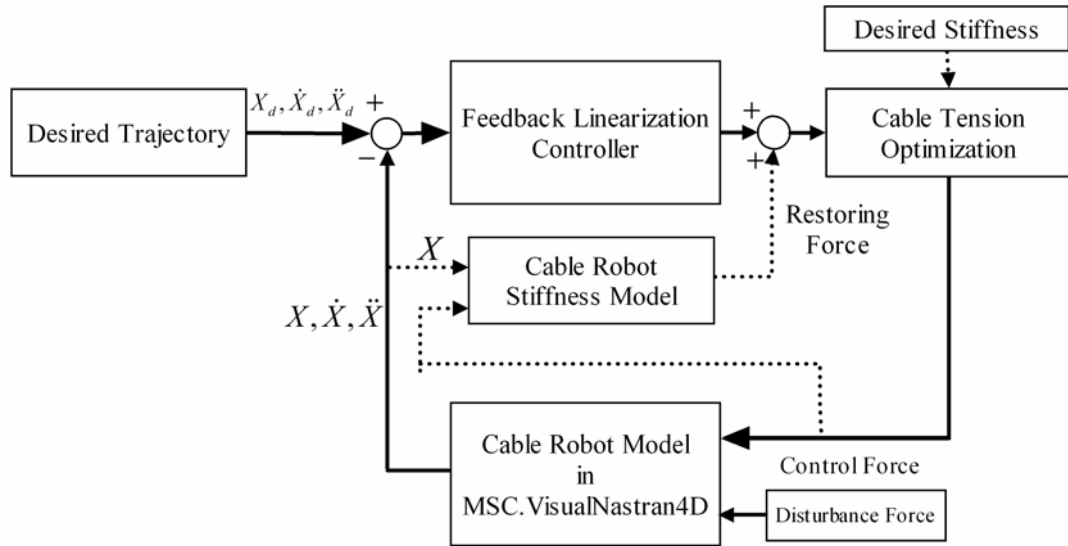 Desired Stiffness
X_d, Ẋ_d, Ẍ_d
+
Desired Trajectory
−
Feedback Linearization
Controller
+
+
Cable Tension
Optimization
Restoring
Force
X
Cable Robot
Stiffness Model
X, Ẋ, Ẍ
Cable Robot Model
in
MSC.VisualNastran4D
Control Force
Disturbance Force